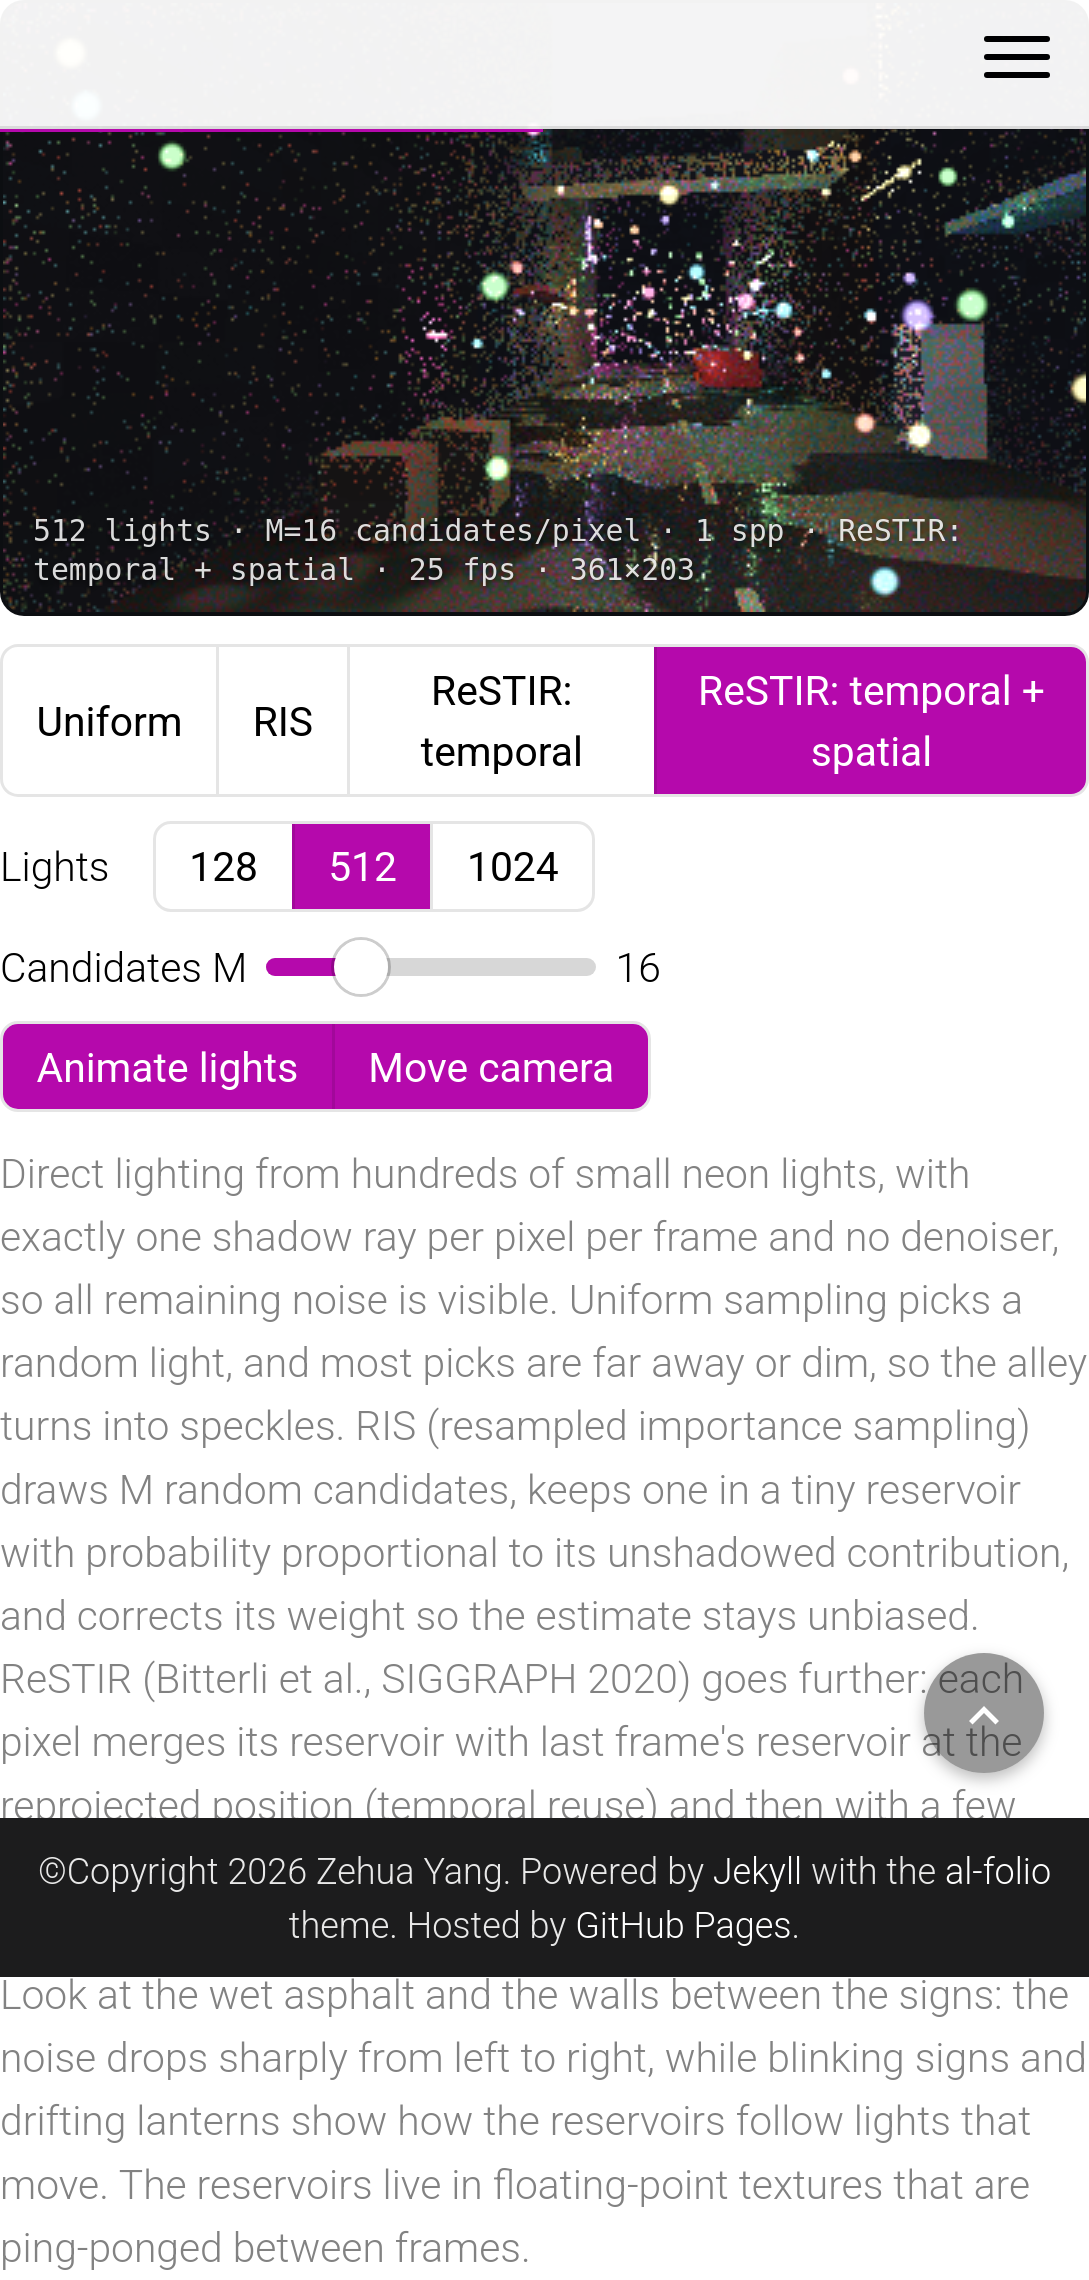 512 lights · M=16 candidates/pixel · 1 spp · ReSTIR:
temporal + spatial · 25 fps · 361×203
Uniform
RIS
ReSTIR:
temporal
ReSTIR: temporal +
spatial
Lights
128
512
1024
Candidates M
16
Animate lights
Move camera
Direct lighting from hundreds of small neon lights, with
exactly one shadow ray per pixel per frame and no denoiser,
so all remaining noise is visible. Uniform sampling picks a
random light, and most picks are far away or dim, so the alley
turns into speckles. RIS (resampled importance sampling)
draws M random candidates, keeps one in a tiny reservoir
with probability proportional to its unshadowed contribution,
and corrects its weight so the estimate stays unbiased.
ReSTIR (Bitterli et al., SIGGRAPH 2020) goes further: each
pixel merges its reservoir with last frame's reservoir at the
reprojected position (temporal reuse) and then with a few
©Copyright 2026 Zehua Yang. Powered by Jekyll with the al-folio
theme. Hosted by GitHub Pages.
Look at the wet asphalt and the walls between the signs: the
noise drops sharply from left to right, while blinking signs and
drifting lanterns show how the reservoirs follow lights that
move. The reservoirs live in floating-point textures that are
ping-ponged between frames.